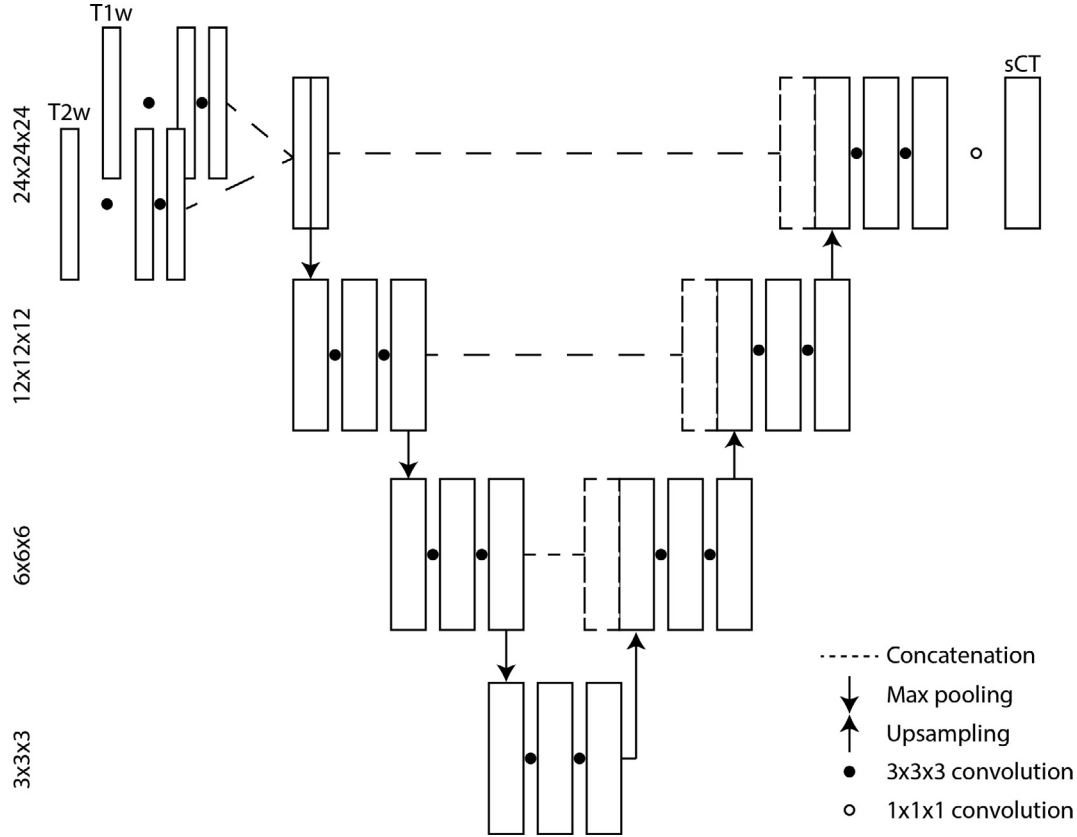 T1w
T2w
sCT
24x24x24
12x12x12
6x6x6
3x3x3
Concatenation
Max pooling
Upsampling
3x3x3 convolution
1x1x1 convolution